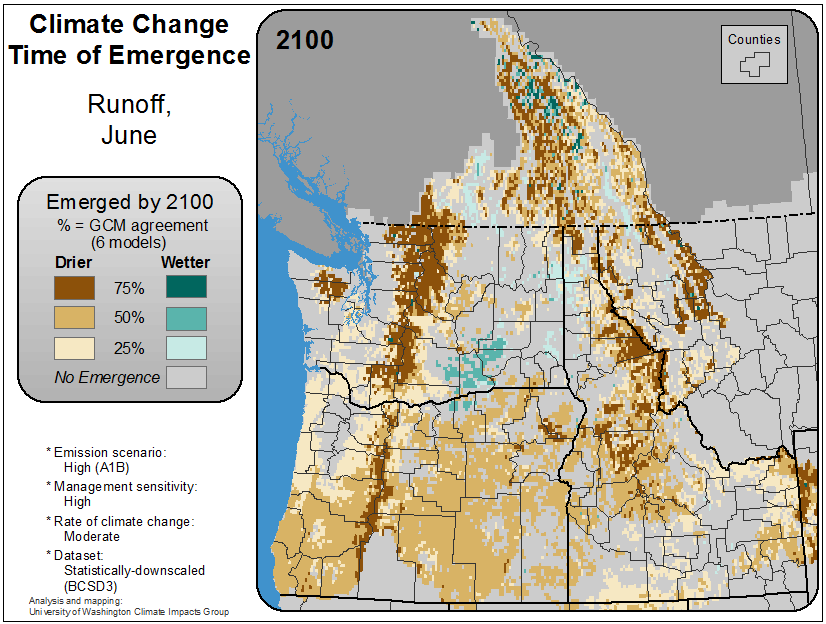 Climate Change
Time of Emergence
Runoff,
June
Emerged by 2100
% = GCM agreement
(6 models)
Drier Wetter
75%
50%
25%
No Emergence
* Emission scenario:
High (A1B)
* Management sensitivity:
High
* Rate of climate change:
Moderate
* Dataset:
Statistically-downscaled
(BCSD3)
Analysis and mapping:
University of Washington Climate Impacts Group
2100
Counties